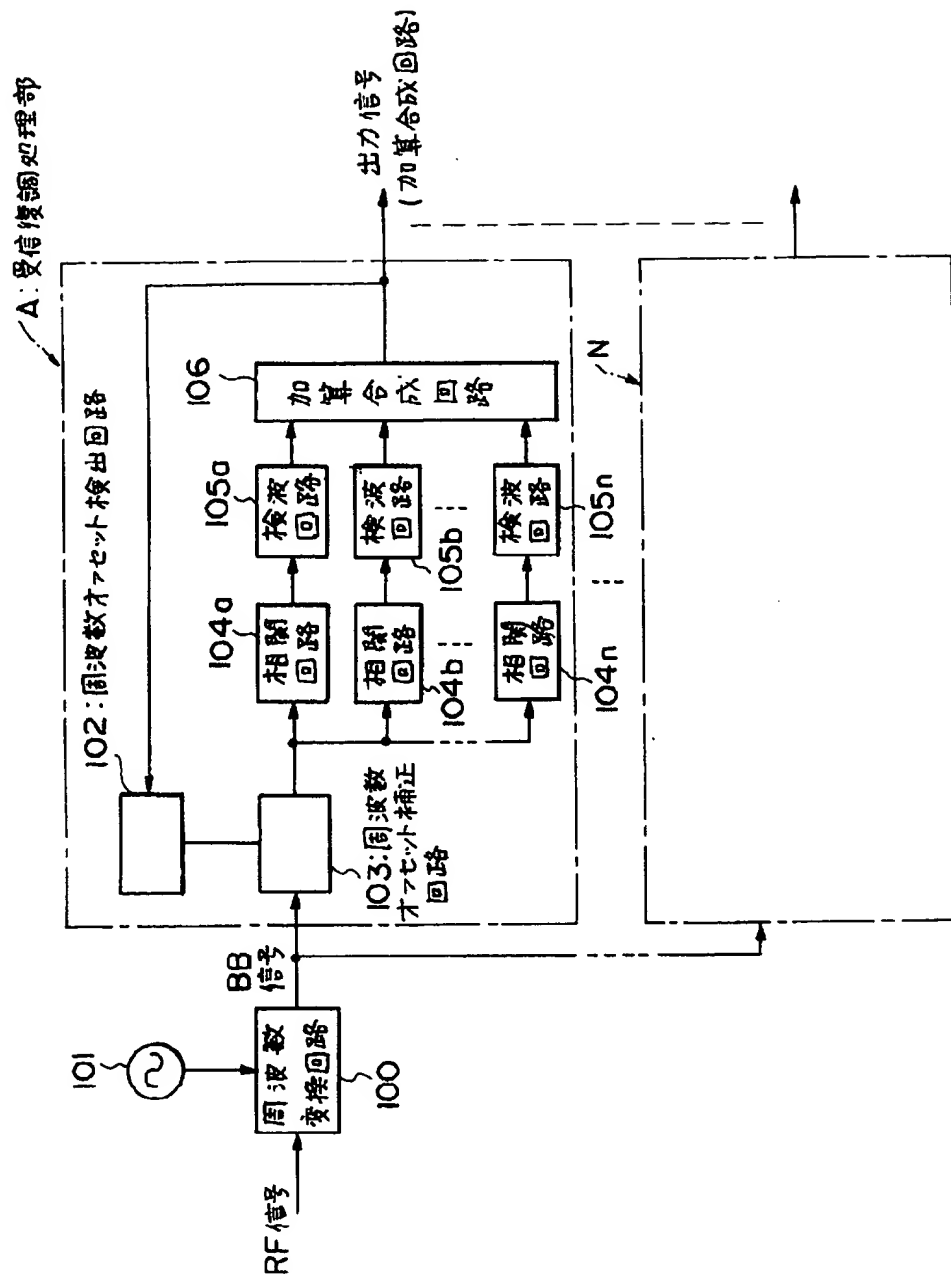 A:受信復調処理部
102:周波数オフセット検出回路
出力信号
(加算合成回路)
106
加算合成回路
105a
検波
回路
104a
相関
回路
105b
検波
回路
104b
相関
回路
105n
検波
回路
104n
相関
回路
103:周波数
オフセット補正
回路
N
BB
信号
101
周波数
変換回路
100
RF信号